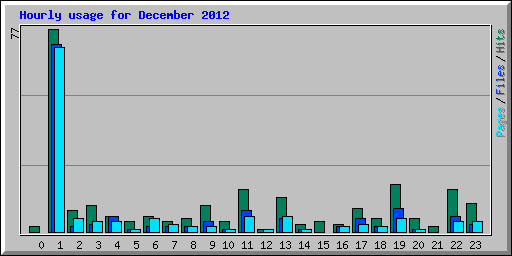 Hourly usage for December 2012
77
Pages/Files/Hits
0 1 2 3 4 5 6 7 8 9 10 11 12 13 14 15 16 17 18 19 20 21 22 23